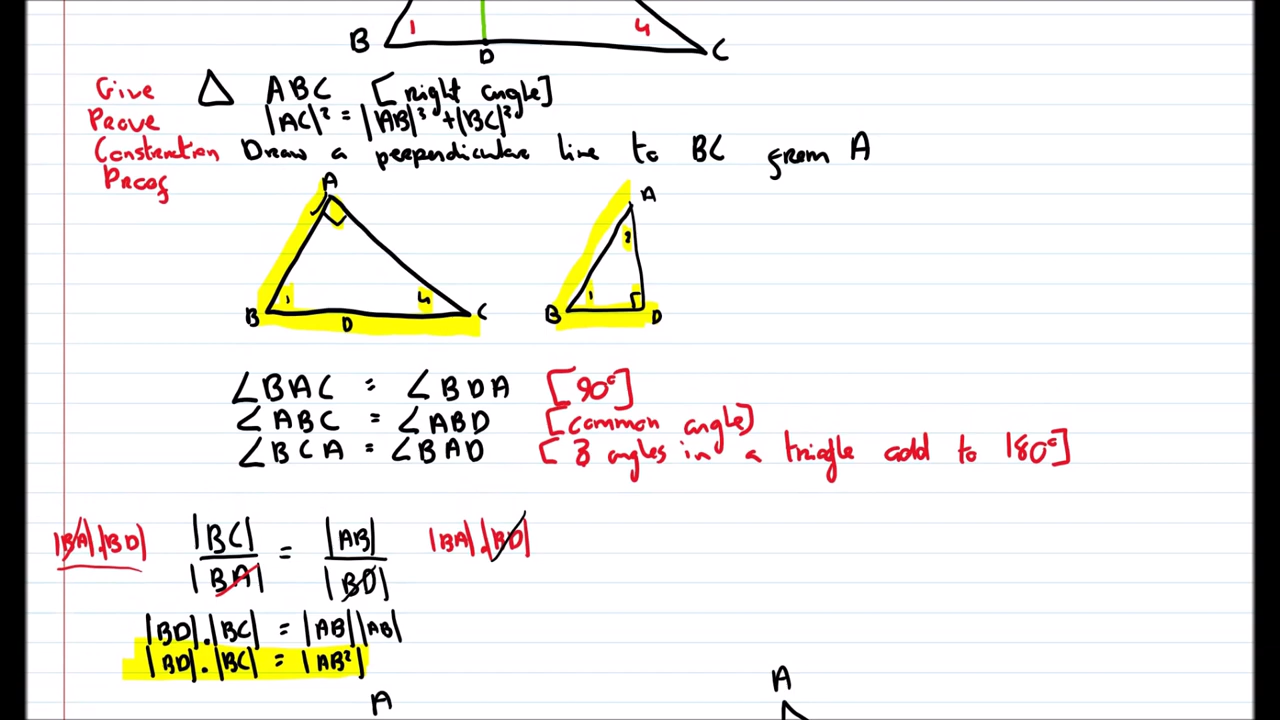 1 4
B D C
Give △ ABC [right angle]
Prove |AC|² = |AB|² + |BC|²
Construction Draw a perpendicular line to BC from A
Proof
A A
2
1 4 1
B D C B D
∠BAC = ∠BDA [90°]
∠ABC = ∠ABD [common angle]
∠BCA = ∠BAD [3 angles in a triangle add to 180°]
|BA|.|BD| |BC| / |BA| = |AB| / |BD| |BA|.|BD|
|BD|.|BC| = |AB||AB|
|BD|.|BC| = |AB²|
A A